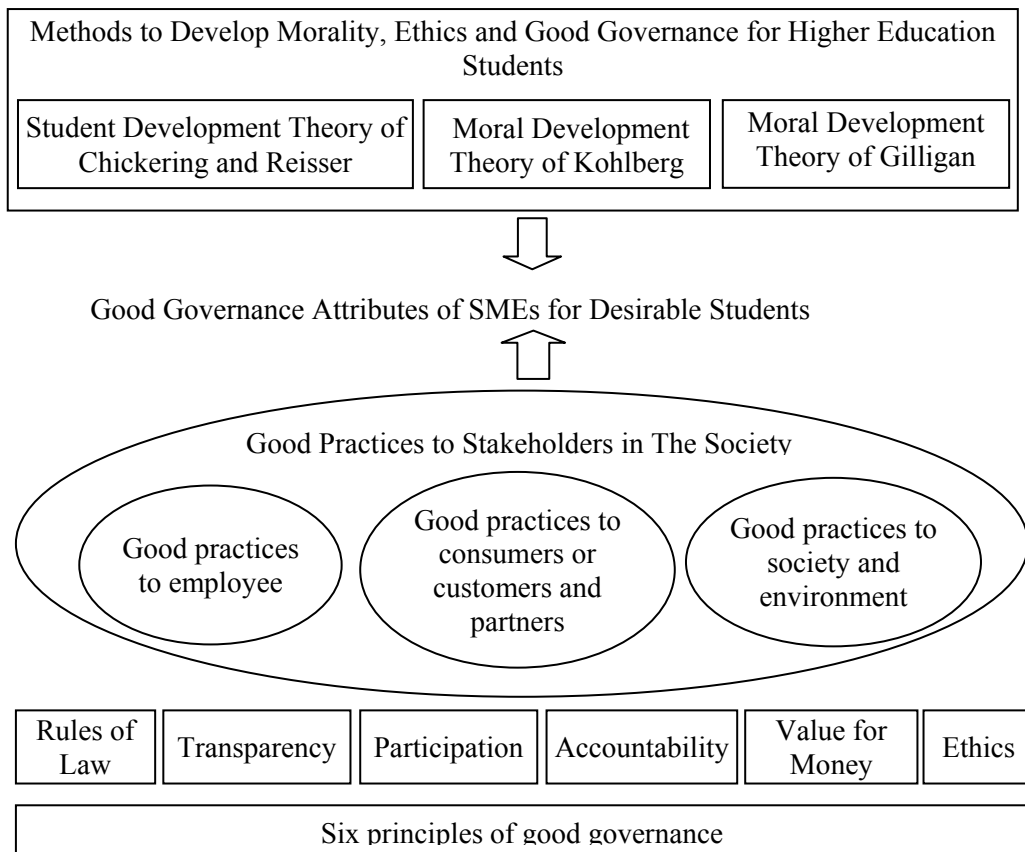 Methods to Develop Morality, Ethics and Good Governance for Higher Education
Students
Student Development Theory of
Chickering and Reisser
Moral Development
Theory of Kohlberg
Moral Development
Theory of Gilligan
Good Governance Attributes of SMEs for Desirable Students
Good Practices to Stakeholders in The Society
Good practices
to employee
Good practices to
consumers or
customers and
partners
Good practices to
society and
environment
Rules of
Law
Transparency
Participation
Accountability
Value for
Money
Ethics
Six principles of good governance